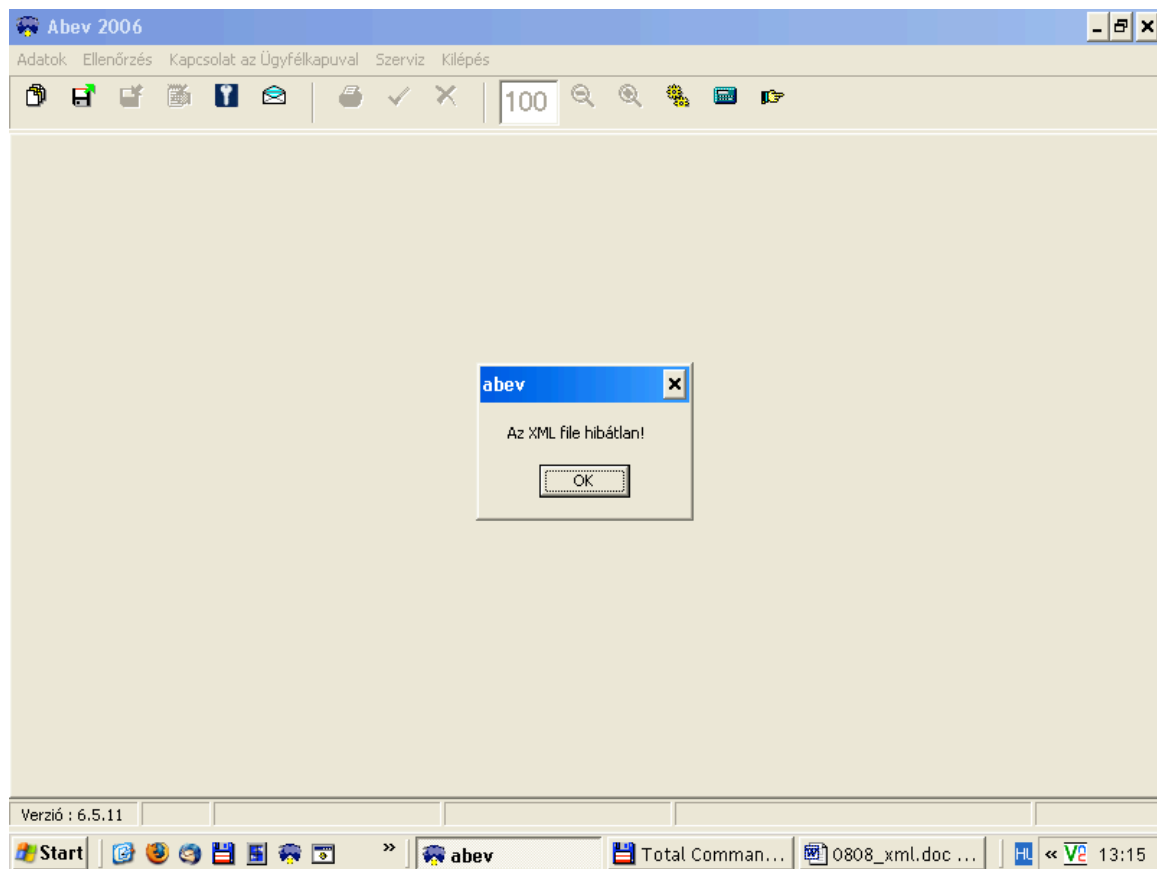 Abev 2006
Adatok Ellenőrzés Kapcsolat az Ügyfélkapuval Szerviz Kilépés
100
abev
Az XML file hibátlan!
OK
Verzió : 6.5.11
Start » abev Total Comman... 0808_xml.doc ... HU « 13:15